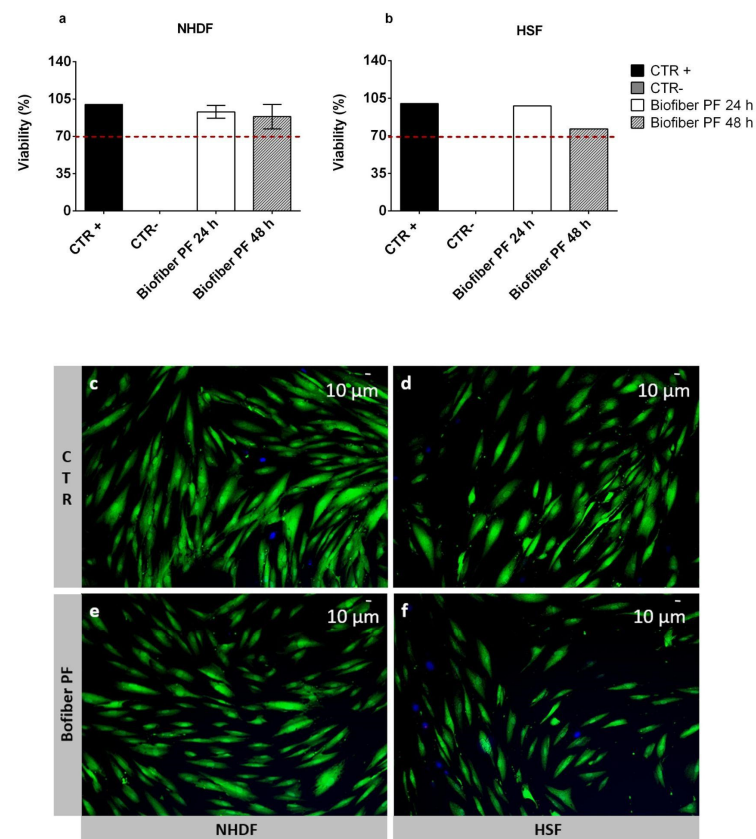 a
NHDF
Viability (%)
140
105
70
35
0
CTR +
CTR-
Biofiber PF 24 h
Biofiber PF 48 h
b
HSF
Viability (%)
140
105
70
35
0
CTR +
CTR-
Biofiber PF 24 h
Biofiber PF 48 h
CTR +
CTR-
Biofiber PF 24 h
Biofiber PF 48 h
CTR
c
10 µm
d
10 µm
Bofiber PF
e
10 µm
f
10 µm
NHDF
HSF